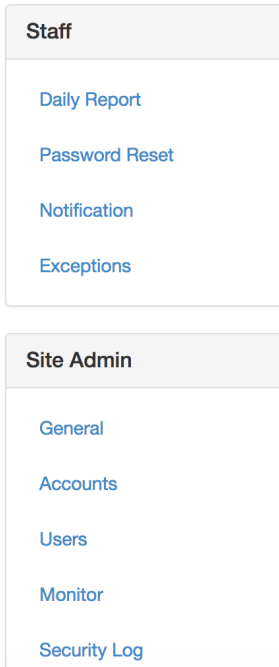 Staff
Daily Report
Password Reset
Notification
Exceptions
Site Admin
General
Accounts
Users
Monitor
Security Log